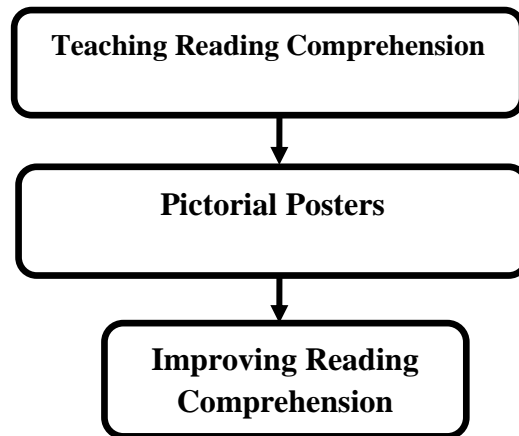 Teaching Reading Comprehension
Pictorial Posters
Improving Reading
Comprehension